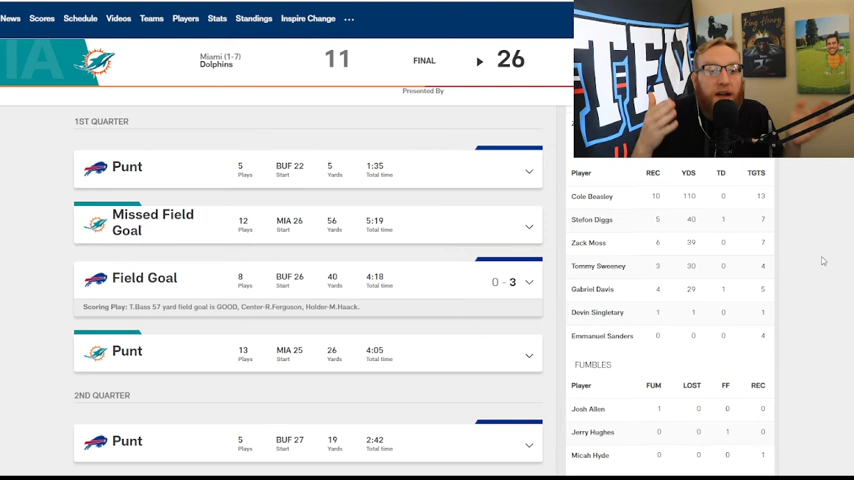 News Scores Schedule Videos Teams Players Stats Standings Inspire Change ...
IA
Miami (1-7)
Dolphins
11
FINAL
26
Presented By
TEV
King Henry
1ST QUARTER
Punt 5 BUF 22 5 1:35
Plays Start Yards Total time
Missed Field
Goal
12 MIA 26 56 5:19
Plays Start Yards Total time
Field Goal 8 BUF 26 40 4:18 0 - 3
Plays Start Yards Total time
Scoring Play: T.Bass 57 yard field goal is GOOD, Center-R.Ferguson, Holder-M.Haack.
Punt 13 MIA 25 26 4:05
Plays Start Yards Total time
2ND QUARTER
Punt 5 BUF 27 19 2:42
Plays Start Yards Total time
Player REC YDS TD TGTS
Cole Beasley 10 110 0 13
Stefon Diggs 5 40 1 7
Zack Moss 6 39 0 7
Tommy Sweeney 3 30 0 4
Gabriel Davis 4 29 1 5
Devin Singletary 1 1 0 1
Emmanuel Sanders 0 0 0 4
FUMBLES
Player FUM LOST FF REC
Josh Allen 1 0 0 0
Jerry Hughes 0 0 1 0
Micah Hyde 0 0 0 1